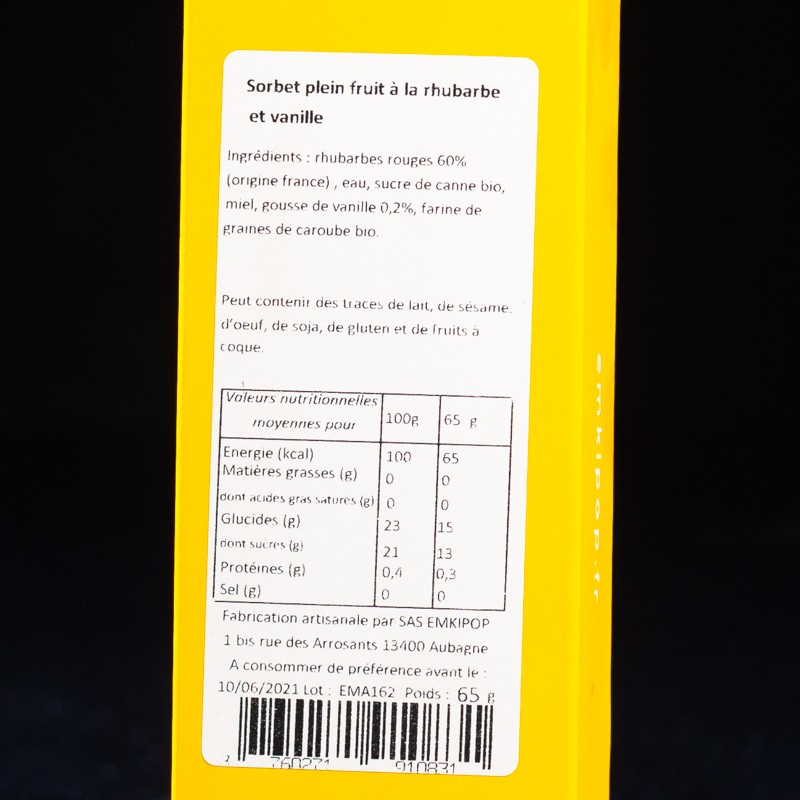 Sorbet plein fruit à la rhubarbe
et vanille
Ingrédients : rhubarbes rouges 60%
(origine france) , eau, sucre de canne bio,
miel, gousse de vanille 0,2%, farine de
graines de caroube bio.
Peut contenir des traces de lait, de sésame.
d'oeuf, de soja, de gluten et de fruits à
coque.
Valeurs nutritionnelles
moyennes pour 100g 65 g
Energie (kcal) 100 65
Matières grasses (g) 0 0
dont acides gras saturés (g) 0 0
Glucides (g) 23 15
dont sucres (g) 21 13
Protéines (g) 0,4 0,3
Sel (g) 0 0
Fabrication artisanale par SAS EMKIPOP
1 bis rue des Arrosants 13400 Aubagne
A consommer de préférence avant le :
10/06/2021 Lot : EMA162 Poids : 65 g
760271 910831
emkipop.fr